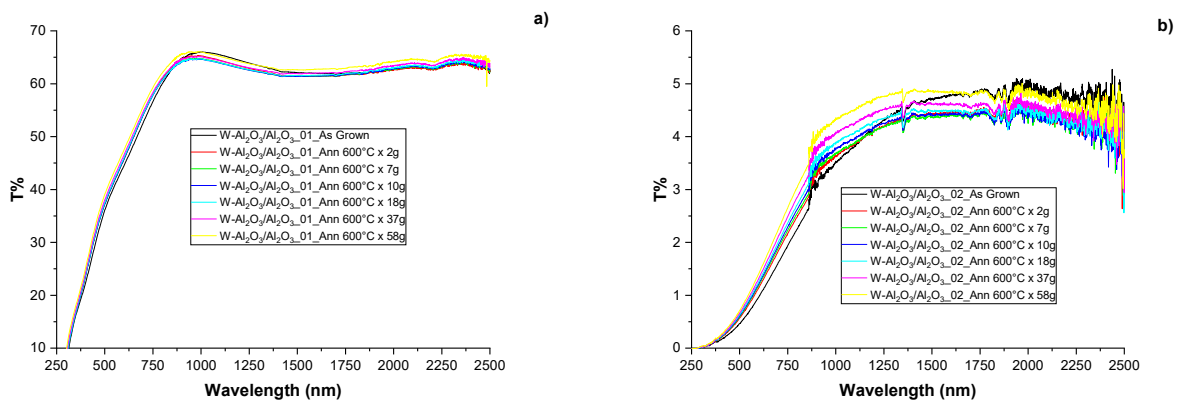 a)
70
60
50
40
30
20
10
T%
W-Al₂O₃/Al₂O₃_01_As Grown
W-Al₂O₃/Al₂O₃_01_Ann 600°C x 2g
W-Al₂O₃/Al₂O₃_01_Ann 600°C x 7g
W-Al₂O₃/Al₂O₃_01_Ann 600°C x 10g
W-Al₂O₃/Al₂O₃_01_Ann 600°C x 18g
W-Al₂O₃/Al₂O₃_01_Ann 600°C x 37g
W-Al₂O₃/Al₂O₃_01_Ann 600°C x 58g
250 500 750 1000 1250 1500 1750 2000 2250 2500
Wavelength (nm)
b)
6
5
4
3
2
1
0
T%
W-Al₂O₃/Al₂O₃_02_As Grown
W-Al₂O₃/Al₂O₃_02_Ann 600°C x 2g
W-Al₂O₃/Al₂O₃_02_Ann 600°C x 7g
W-Al₂O₃/Al₂O₃_02_Ann 600°C x 10g
W-Al₂O₃/Al₂O₃_02_Ann 600°C x 18g
W-Al₂O₃/Al₂O₃_02_Ann 600°C x 37g
W-Al₂O₃/Al₂O₃_02_Ann 600°C x 58g
250 500 750 1000 1250 1500 1750 2000 2250 2500
Wavelength (nm)